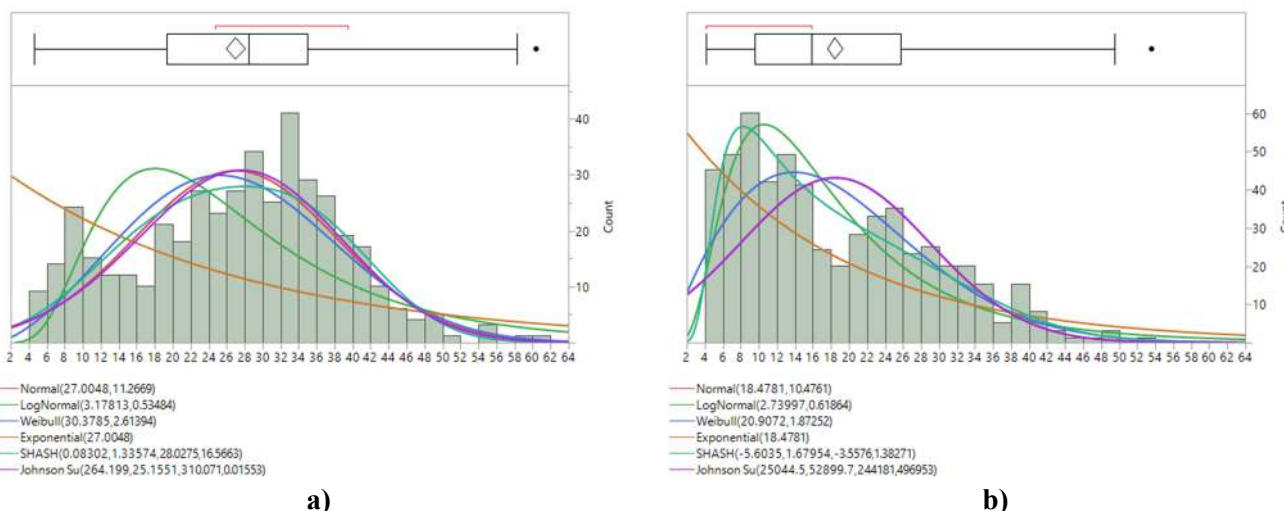 40
30
20
10
Count
2 4 6 8 10 12 14 16 18 20 22 24 26 28 30 32 34 36 38 40 42 44 46 48 50 52 54 56 58 60 62 64
Normal(27.0048,11.2669)
LogNormal(3.17813,0.53484)
Weibull(30.3785,2.61394)
Exponential(27.0048)
SHASH(0.08302,1.33574,28.0275,16.5663)
Johnson Su(264.199,25.1551,310.071,0.01553)
a)
60
50
40
30
20
10
Count
2 4 6 8 10 12 14 16 18 20 22 24 26 28 30 32 34 36 38 40 42 44 46 48 50 52 54 56 58 60 62 64
Normal(18.4781,10.4761)
LogNormal(2.73997,0.61864)
Weibull(20.9072,1.87252)
Exponential(18.4781)
SHASH(-5.6035,1.67954,-3.5576,1.38271)
Johnson Su(25044.5,52899.7,244181,496953)
b)